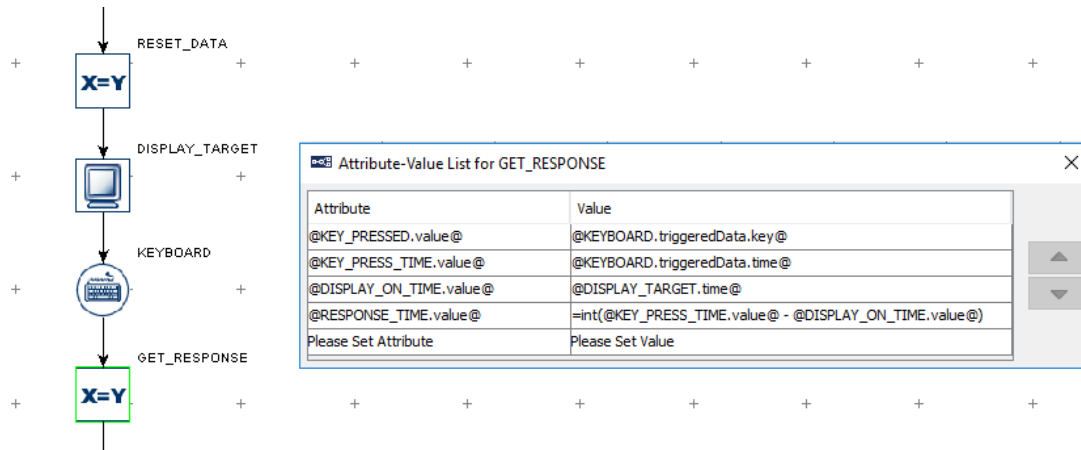 RESET_DATA
X=Y
DISPLAY_TARGET
KEYBOARD
GET_RESPONSE
X=Y
Attribute-Value List for GET_RESPONSE
Attribute Value
@KEY_PRESSED.value@ @KEYBOARD.triggeredData.key@
@KEY_PRESS_TIME.value@ @KEYBOARD.triggeredData.time@
@DISPLAY_ON_TIME.value@ @DISPLAY_TARGET.time@
@RESPONSE_TIME.value@ =int(@KEY_PRESS_TIME.value@ - @DISPLAY_ON_TIME.value@)
Please Set Attribute Please Set Value